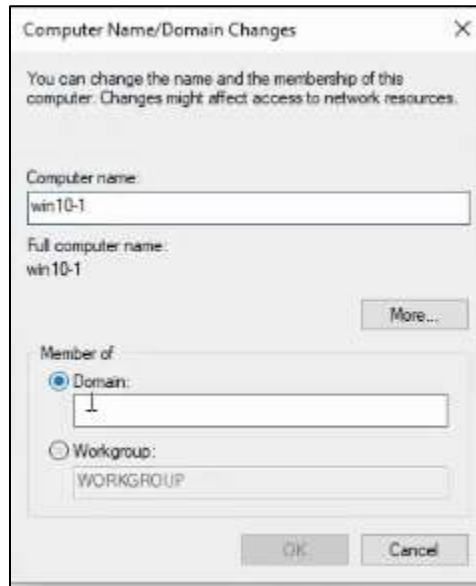 Computer Name/Domain Changes
You can change the name and the membership of this
computer. Changes might affect access to network resources.
Computer name:
win10-1
Full computer name:
win10-1
More...
Member of
Domain:
Workgroup:
WORKGROUP
OK
Cancel